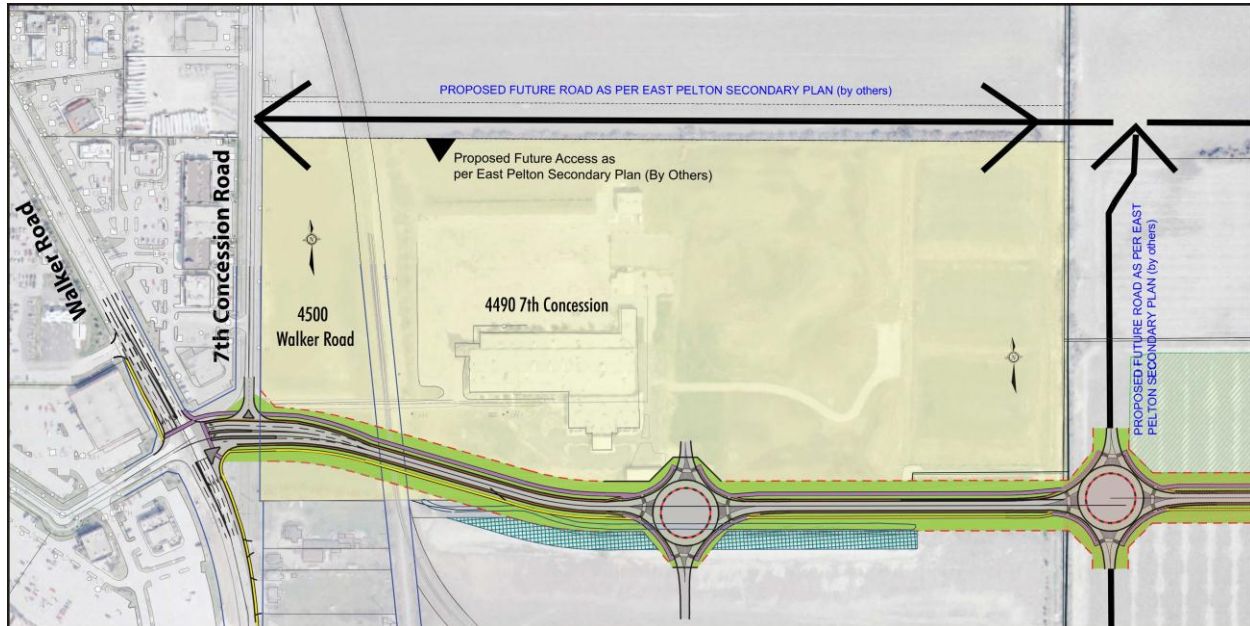 PROPOSED FUTURE ROAD AS PER EAST PELTON SECONDARY PLAN (by others)
Proposed Future Access as
per East Pelton Secondary Plan (By Others)
Walker Road
7th Concession Road
N
4500
Walker Road
4490 7th Concession
N
PROPOSED FUTURE ROAD AS PER EAST
PELTON SECONDARY PLAN (by others)